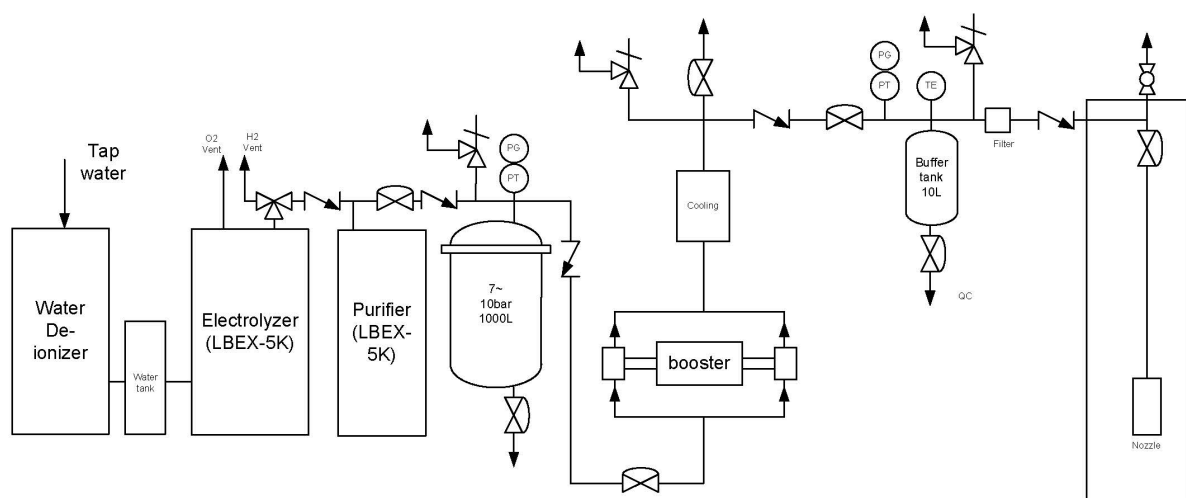 Tap
water
Water
De-
ionizer
Water
tank
O2
Vent
H2
Vent
Electrolyzer
(LBEX-5K)
Purifier
(LBEX-
5K)
PG
PT
7~
10bar
1000L
Cooling
booster
PG
PT
TE
Buffer
tank
10L
QC
Filter
Nozzle